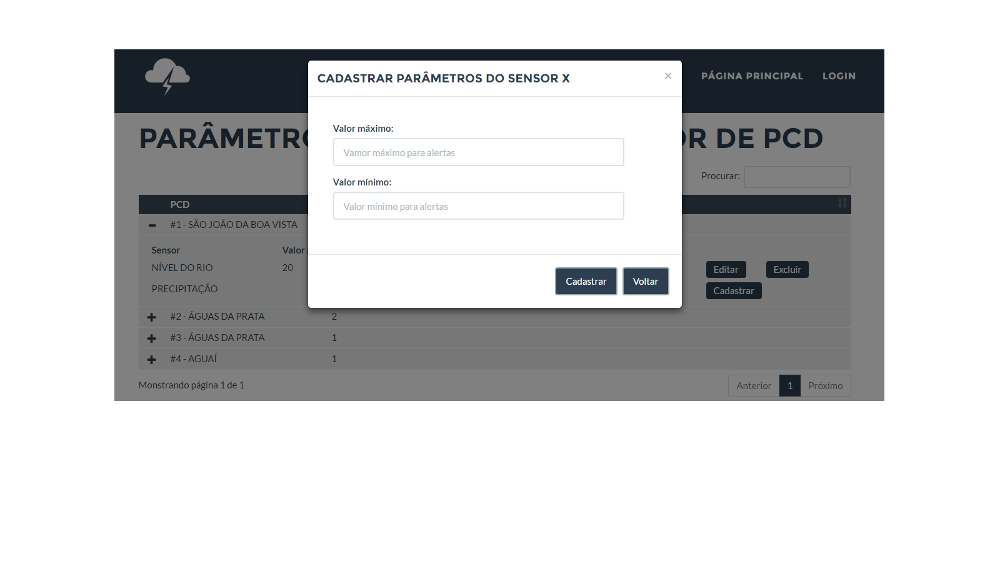 PÁGINA PRINCIPAL LOGIN
CADASTRAR PARÂMETROS DO SENSOR X ×
Valor máximo:
Vamor máximo para alertas
Valor mínimo:
Valor mínimo para alertas
Cadastrar Voltar
DE PCD
Procurar:
PCD
#1 - SÃO JOÃO DA BOA VISTA
Sensor Valor
NÍVEL DO RIO 20 Editar Excluir
PRECIPITAÇÃO Cadastrar
#2 - ÁGUAS DA PRATA 2
#3 - ÁGUAS DA PRATA 1
#4 - AGUAÍ 1
Monstrando página 1 de 1 Anterior 1 Próximo